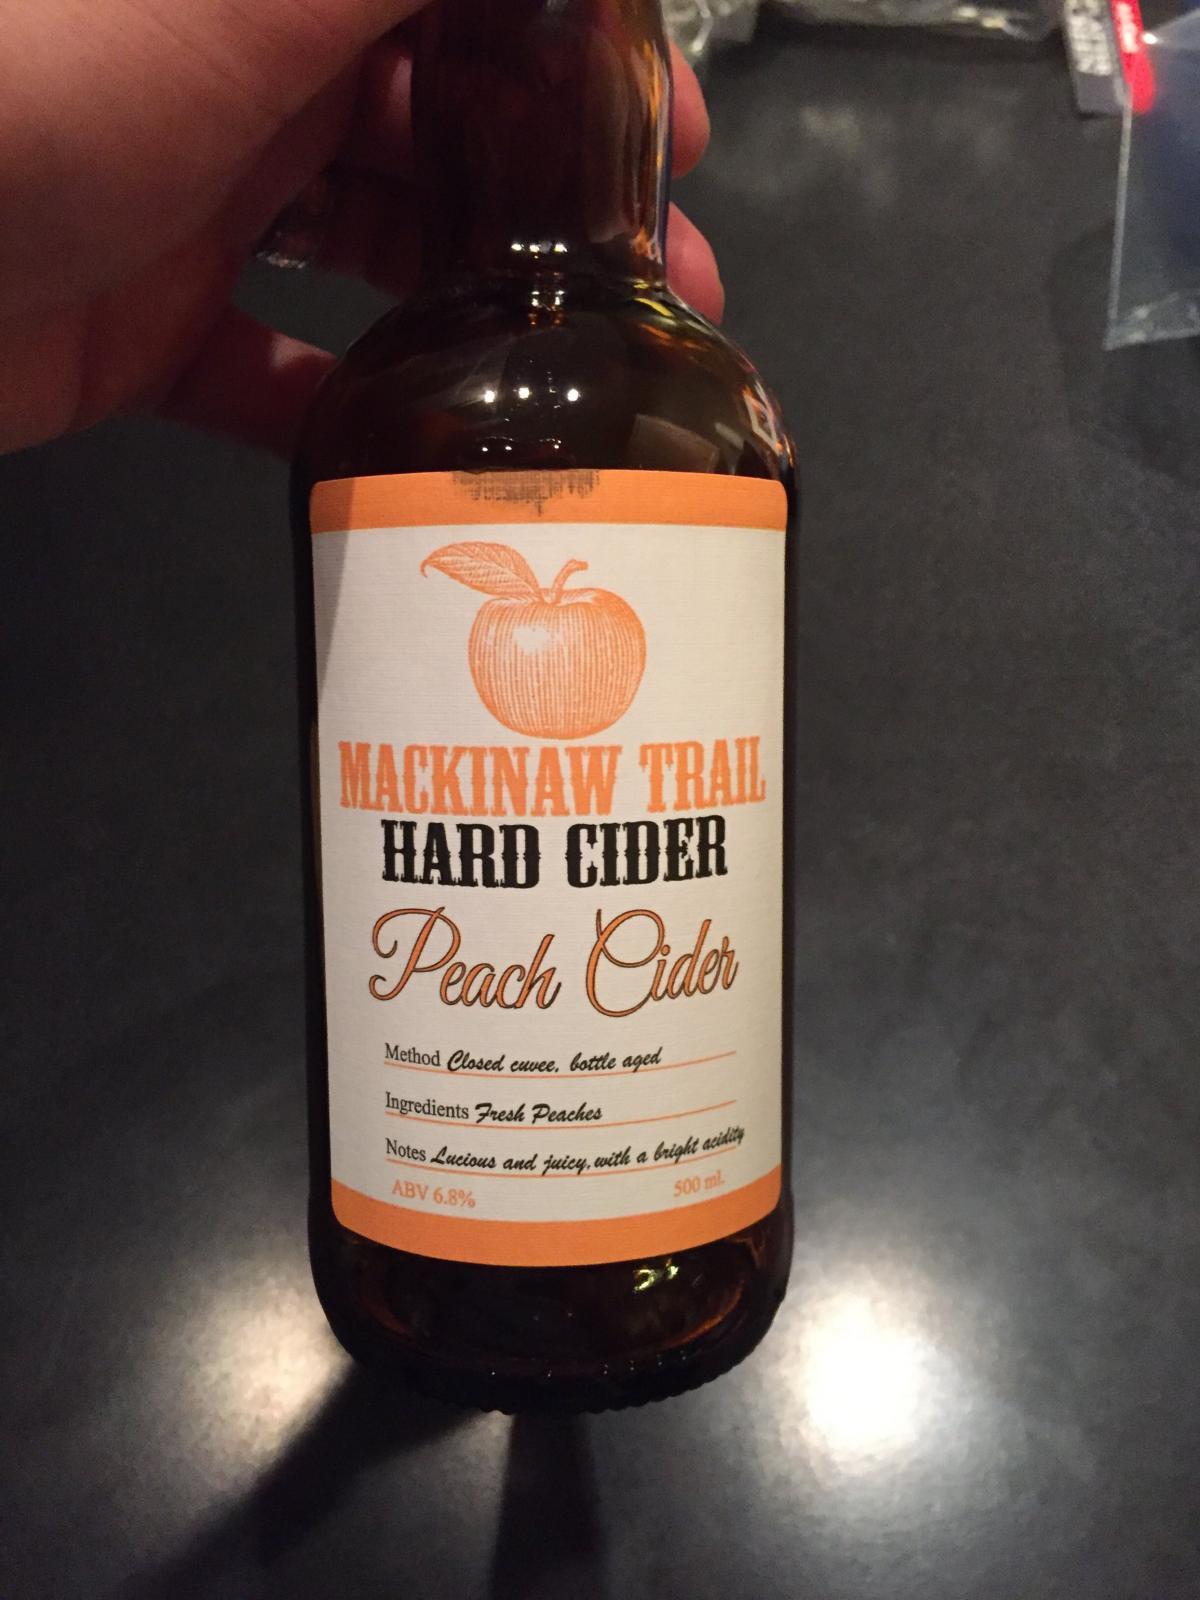 MACKINAW TRAIL
HARD CIDER
Peach Cider
Method Closed cuvee, bottle aged
Ingredients Fresh Peaches
Notes Lucious and juicy, with a bright acidity
ABV 6.8%
500 ml.